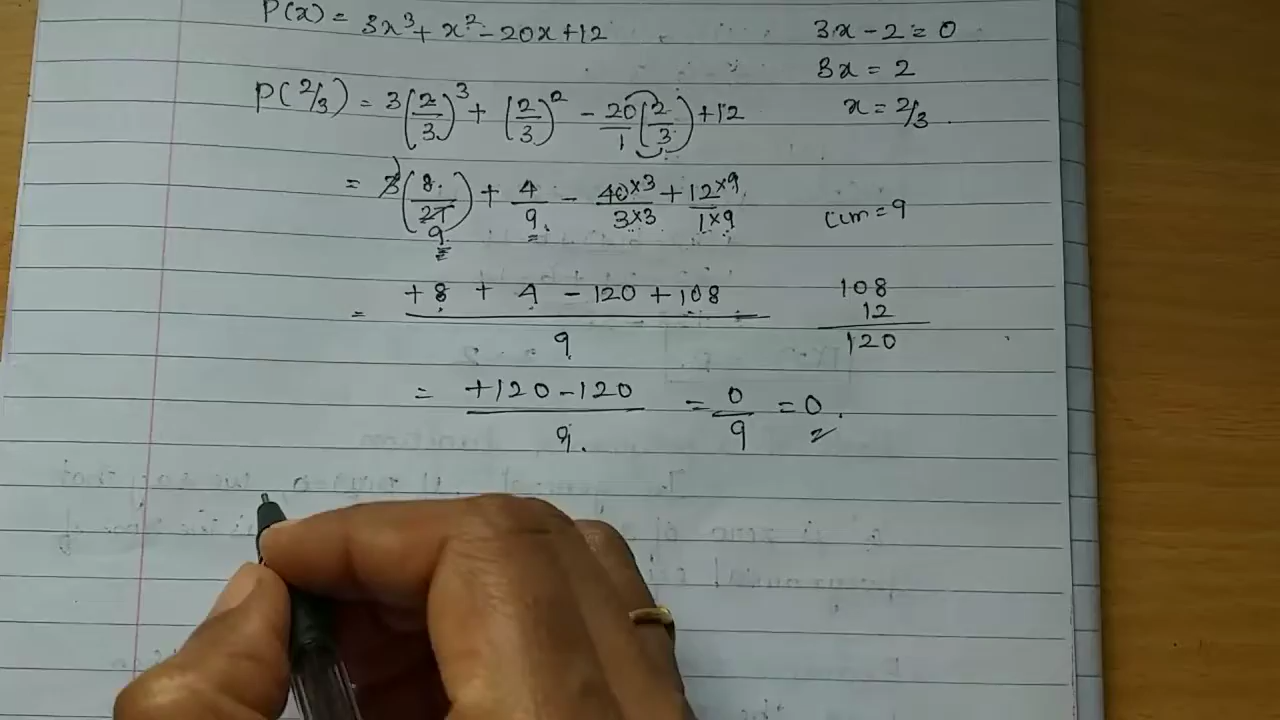 P(x) = 3x³ + x² - 20x + 12
3x - 2 = 0
3x = 2
x = 2/3
P(2/3) = 3(2/3)³ + (2/3)² - 20/1(2/3) + 12
= 3(8/27) + 4/9 - 40×3/3×3 + 12×9/1×9
9
LCM = 9
= +8 + 4 - 120 + 108 / 9
108
12
120
= +120 - 120 / 9 = 0/9 = 0